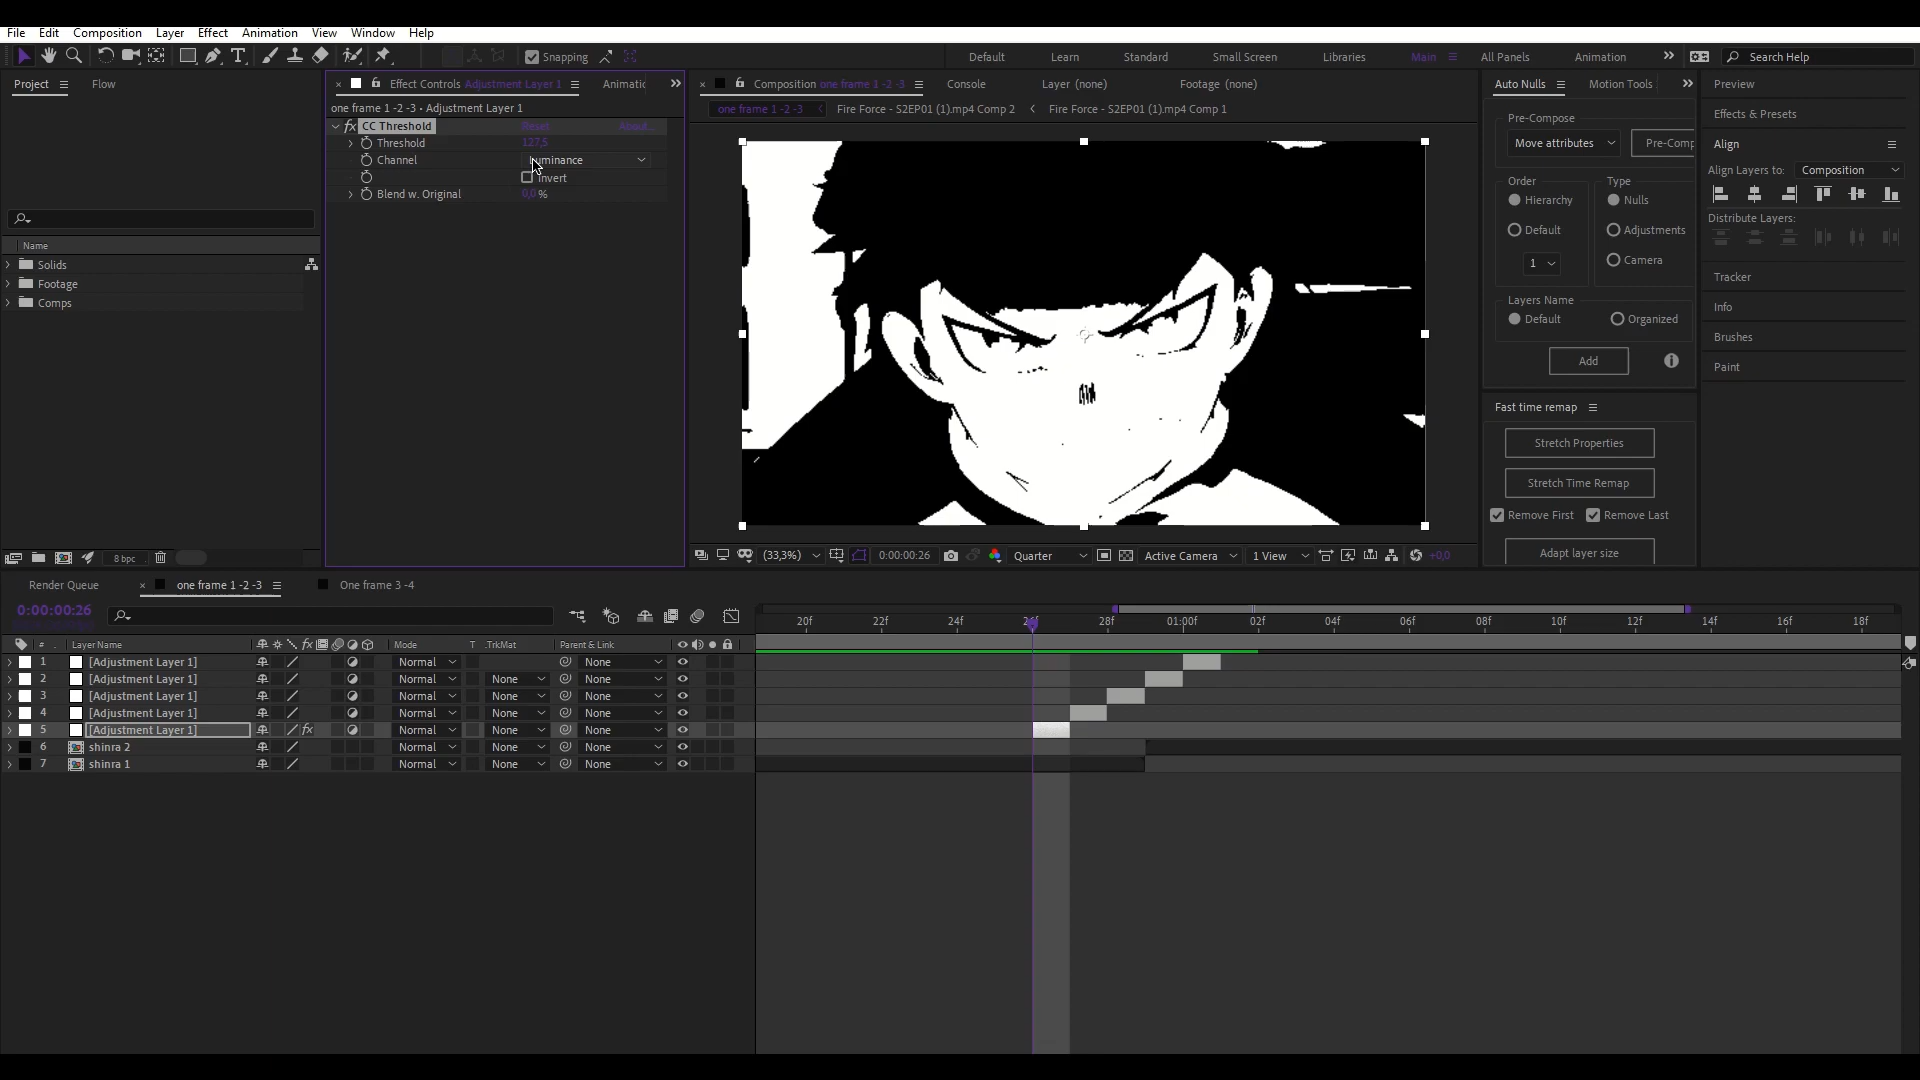 File Edit Composition Layer Effect Animation View Window Help
Snapping
Default Learn Standard Small Screen Libraries Main All Panels Animation Search Help
Project Flow
Effect Controls Adjustment Layer 1 Animatic
one frame 1 -2 -3 • Adjustment Layer 1
fx CC Threshold Reset About...
Threshold 127,5
Channel Luminance
Invert
Blend w. Original 0,0 %
Name
Solids
Footage
Comps
8 bpc
Composition one frame 1 -2 -3 Console Layer (none) Footage (none)
one frame 1 -2 -3 Fire Force - S2EP01 (1).mp4 Comp 2 Fire Force - S2EP01 (1).mp4 Comp 1
(33,3%) 0:00:00:26 Quarter Active Camera 1 View +0,0
Auto Nulls Motion Tools
Pre-Compose
Move attributes Pre-Comp
Order Type
Hierarchy Nulls
Default Adjustments
1 Camera
Layers Name
Default Organized
Add
Fast time remap
Stretch Properties
Stretch Time Remap
Remove First Remove Last
Adapt layer size
Preview
Effects & Presets
Align
Align Layers to: Composition
Distribute Layers:
Tracker
Info
Brushes
Paint
Render Queue one frame 1 -2 -3 One frame 3 -4
0:00:00:26
# Layer Name fx Mode T .TrkMat Parent & Link
20f 22f 24f 28f 01:00f 02f 04f 06f 08f 10f 12f 14f 16f 18f
1 [Adjustment Layer 1] Normal None
2 [Adjustment Layer 1] Normal None None
3 [Adjustment Layer 1] Normal None None
4 [Adjustment Layer 1] Normal None None
5 [Adjustment Layer 1] fx Normal None None
6 shinra 2 Normal None None
7 shinra 1 Normal None None